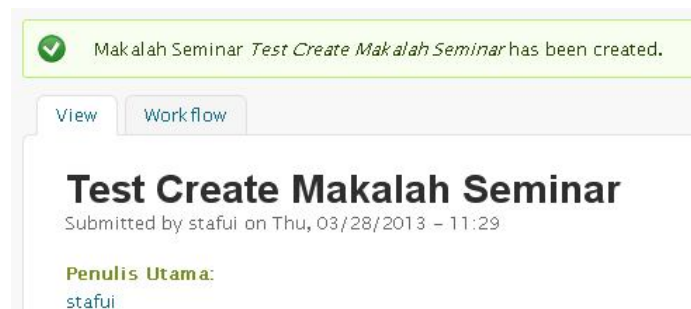 Makalah Seminar Test Create Makalah Seminar has been created.
View Workflow
Test Create Makalah Seminar
Submitted by stafui on Thu, 03/28/2013 – 11:29
Penulis Utama:
stafui